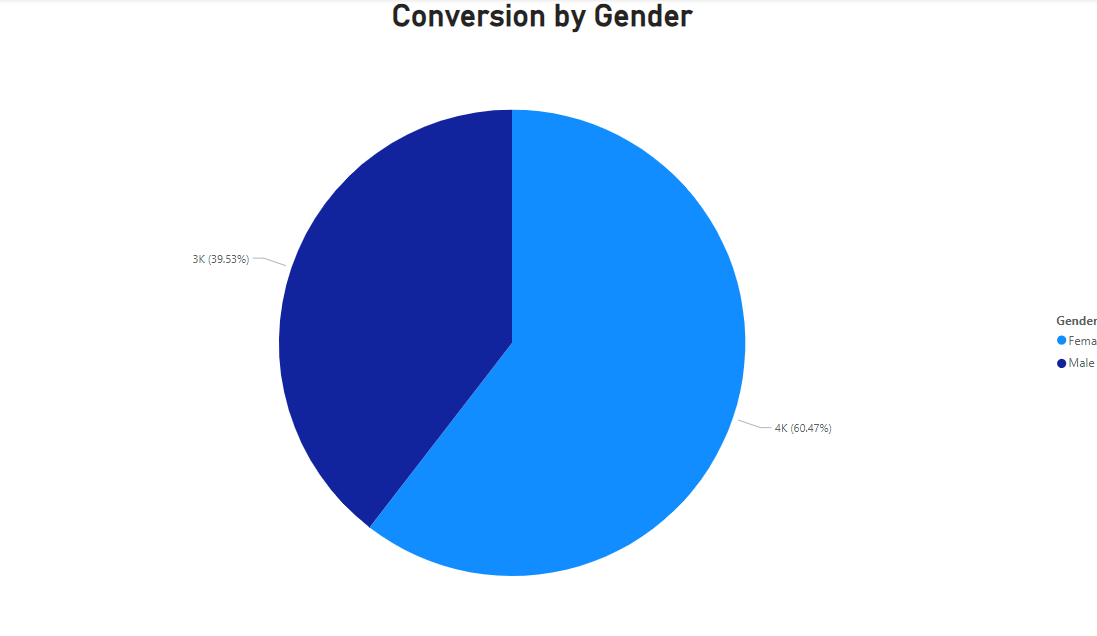 Conversion by Gender
3K (39.53%)
4K (60.47%)
Gender
Fema
Male